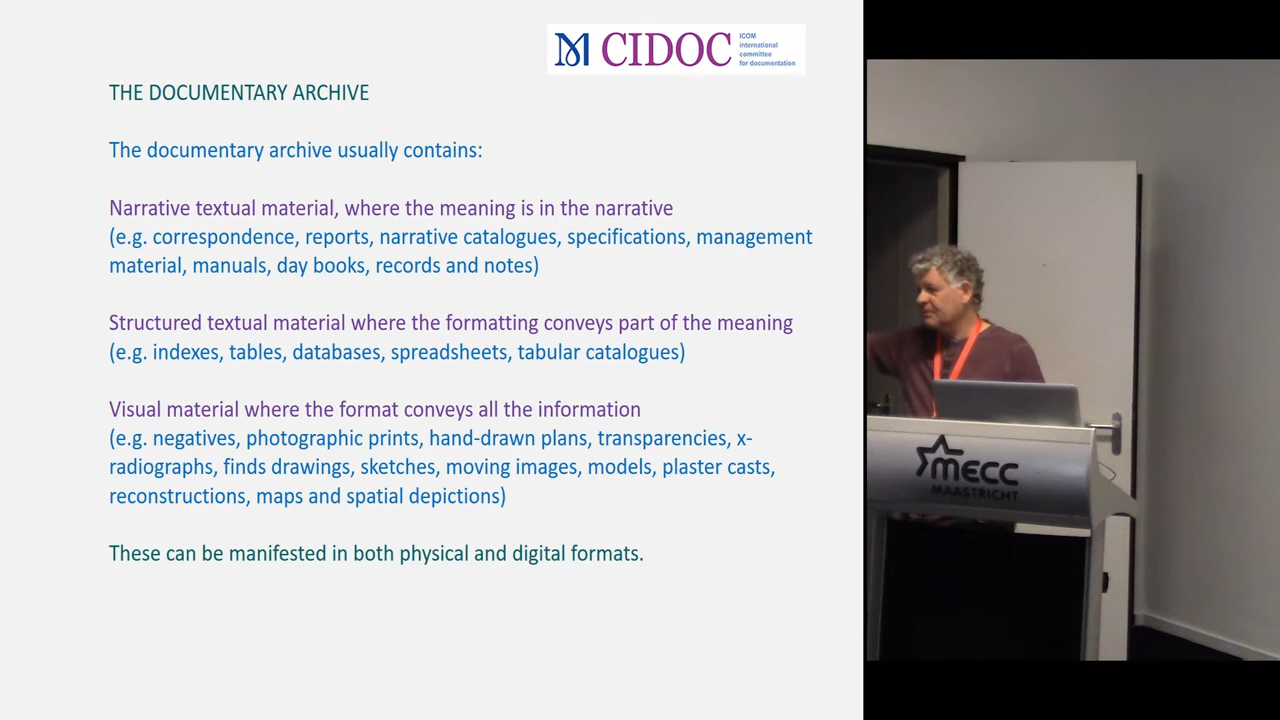 CIDOC
ICOM
international
committee
for documentation
THE DOCUMENTARY ARCHIVE
The documentary archive usually contains:
Narrative textual material, where the meaning is in the narrative
(e.g. correspondence, reports, narrative catalogues, specifications, management
material, manuals, day books, records and notes)
Structured textual material where the formatting conveys part of the meaning
(e.g. indexes, tables, databases, spreadsheets, tabular catalogues)
Visual material where the format conveys all the information
(e.g. negatives, photographic prints, hand-drawn plans, transparencies, x-
radiographs, finds drawings, sketches, moving images, models, plaster casts,
reconstructions, maps and spatial depictions)
These can be manifested in both physical and digital formats.
MECC
MAASTRICHT